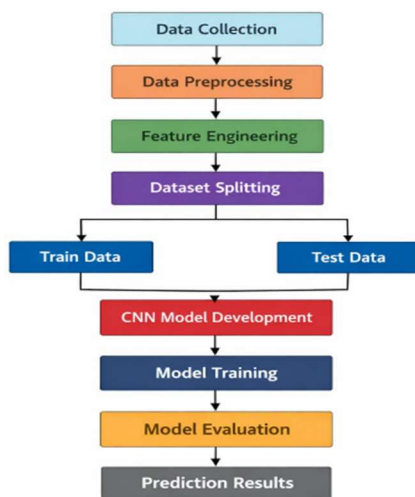 Data Collection
Data Preprocessing
Feature Engineering
Dataset Splitting
Train Data
Test Data
CNN Model Development
Model Training
Model Evaluation
Prediction Results